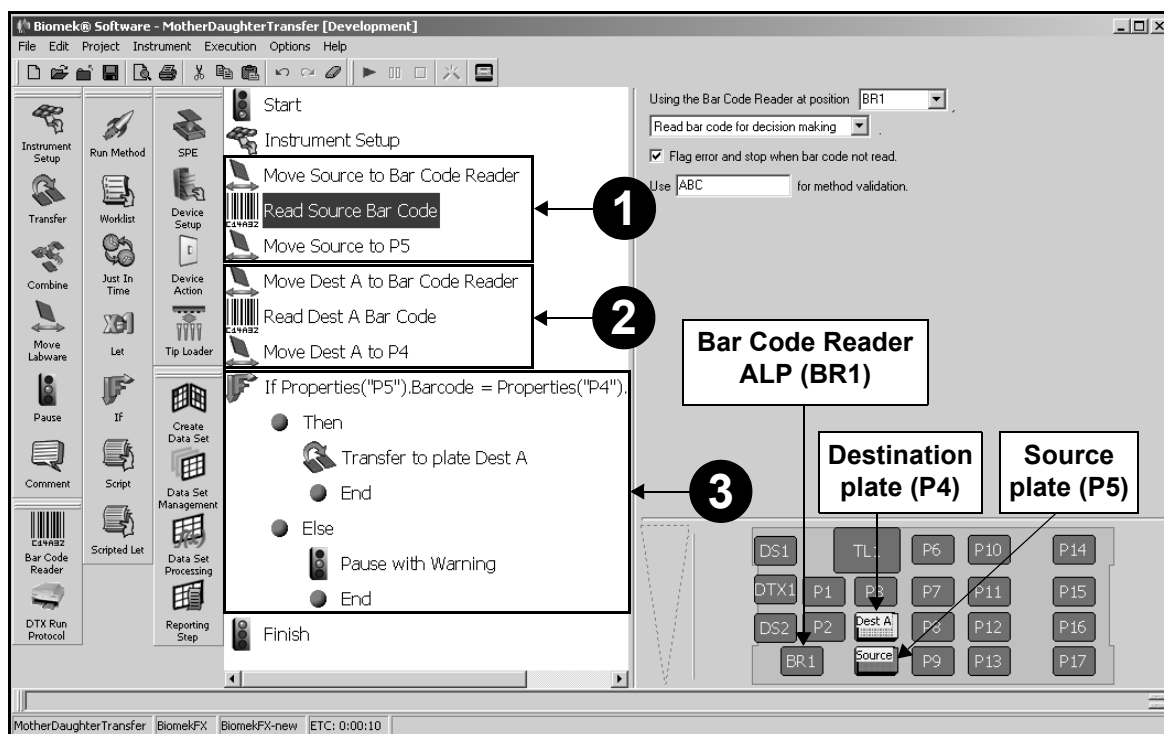 Biomek® Software - MotherDaughterTransfer [Development]
File Edit Project Instrument Execution Options Help
Instrument
Setup
Run Method
SPE
Transfer
Worklist
Device
Setup
Combine
Just In
Time
Device
Action
Move
Labware
Let
Tip Loader
Pause
If
Create
Data Set
Comment
Script
Data Set
Management
C14A32
Bar Code
Reader
Scripted Let
Data Set
Processing
DTX Run
Protocol
Reporting
Step
Start
Instrument Setup
Move Source to Bar Code Reader
C14A32
Read Source Bar Code
Move Source to P5
1
Move Dest A to Bar Code Reader
C14A32
Read Dest A Bar Code
Move Dest A to P4
2
If Properties("P5").Barcode = Properties("P4").
Then
Transfer to plate Dest A
End
Else
Pause with Warning
End
3
Finish
Using the Bar Code Reader at position BR1 .
Read bar code for decision making .
Flag error and stop when bar code not read.
Use ABC for method validation.
Bar Code Reader
ALP (BR1)
Destination
plate (P4)
Source
plate (P5)
DS1 TL1 P6 P10 P14
DTX1 P1 P3 P7 P11 P15
DS2 P2 Dest A P8 P12 P16
BR1 Source P9 P13 P17
MotherDaughterTransfer BiomekFX BiomekFX-new ETC: 0:00:10